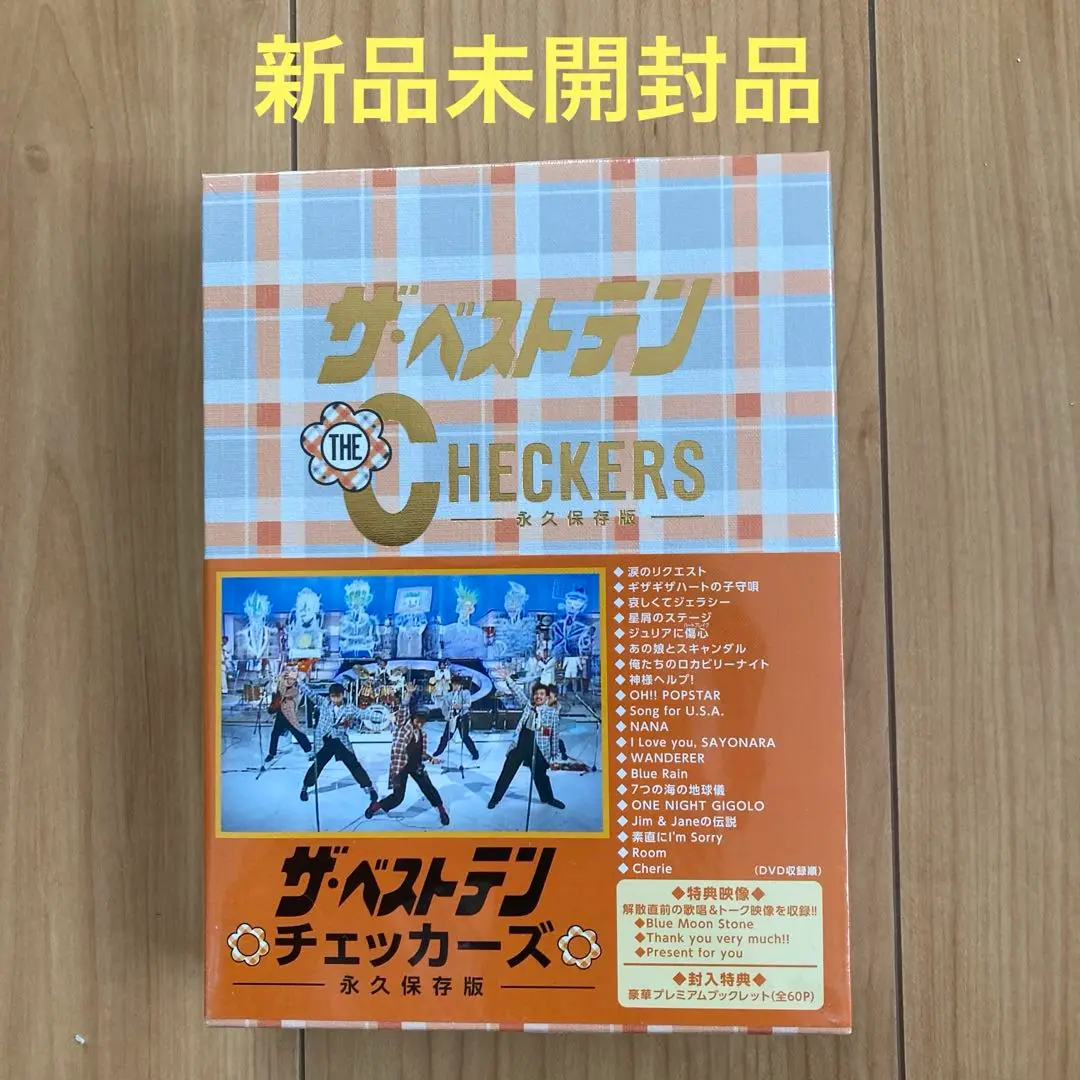 新品未開封品
ザ・ベストテン
THE CHECKERS
永久保存版
◆涙のリクエスト
◆ギザギザハートの子守唄
◆哀しくてジェラシー
◆星屑のステージ
ハートブレイク
◆ジュリアに傷心
◆あの娘とスキャンダル
◆俺たちのロカビリーナイト
◆神様ヘルプ!
◆OH!! POPSTAR
◆Song for U.S.A.
◆NANA
◆I Love you, SAYONARA
◆WANDERER
◆Blue Rain
◆7つの海の地球儀
◆ONE NIGHT GIGOLO
◆Jim & Janeの伝説
◆素直にI'm Sorry
◆Room
◆Cherie (DVD収録順)
◆特典映像◆
解散直前の歌唱&トーク映像を収録!!
◆Blue Moon Stone
◆Thank you very much!!
◆Present for you
◆封入特典◆
豪華プレミアムブックレット(全60P)
ザ・ベストテン
チェッカーズ
永久保存版